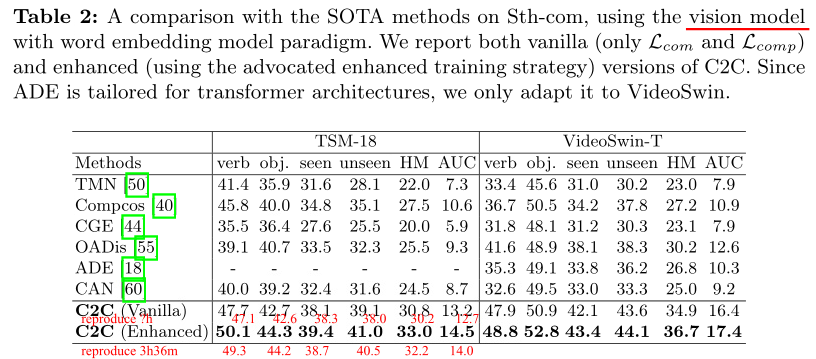 Table 2: A comparison with the SOTA methods on Sth-com, using the vision model
with word embedding model paradigm. We report both vanilla (only 𝓛com and 𝓛comp)
and enhanced (using the advocated enhanced training strategy) versions of C2C. Since
ADE is tailored for transformer architectures, we only adapt it to VideoSwin.
TSM-18 VideoSwin-T
Methods verb obj. seen unseen HM AUC verb obj. seen unseen HM AUC
TMN [50] 41.4 35.9 31.6 28.1 22.0 7.3 33.4 45.6 31.0 30.2 23.0 7.9
Compcos [40] 45.8 40.0 34.8 35.1 27.5 10.6 36.7 50.5 34.2 37.8 27.2 10.9
CGE [44] 35.5 36.4 27.6 25.5 20.0 5.9 31.8 48.1 31.2 30.3 23.1 7.9
OADis [55] 39.1 40.7 33.5 32.3 25.5 9.3 41.6 48.9 38.1 38.3 30.2 12.6
ADE [18] - - - - - - 35.3 49.1 33.8 36.2 26.8 10.3
CAN [60] 40.0 39.2 32.4 31.6 24.5 8.7 32.6 49.5 33.0 33.3 25.0 9.2
C2C (Vanilla) 47.7 42.7 38.1 39.1 30.8 13.2 47.9 50.9 42.1 43.6 34.9 16.4
reproduce 7h 47.1 42.6 38.3 38.0 30.2 12.7
C2C (Enhanced) 50.1 44.3 39.4 41.0 33.0 14.5 48.8 52.8 43.4 44.1 36.7 17.4
reproduce 3h36m 49.3 44.2 38.7 40.5 32.2 14.0